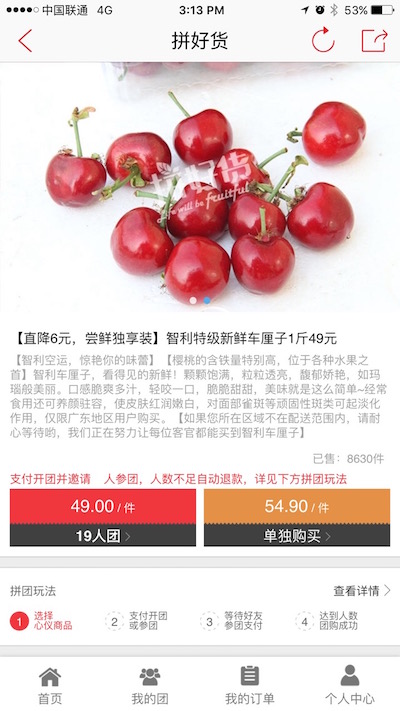 中国联通 4G 3:13 PM 53%
拼好货
拼好货
Life will be fruitful
【直降6元，尝鲜独享装】智利特级新鲜车厘子1斤49元
【智利空运，惊艳你的味蕾】【樱桃的含铁量特别高，位于各种水果之
首】智利车厘子，看得见的新鲜！颗颗饱满，粒粒透亮，馥郁娇艳，如玛
瑙般美丽。口感脆爽多汁，轻咬一口，脆脆甜甜，美味就是这么简单~经
常食用还可养颜驻容，使皮肤红润嫩白，对面部雀斑等顽固性斑类可起淡化
作用，仅限广东地区用户购买。【如果您所在区域不在配送范围内，请耐
心等待哟，我们正在努力让每位客官都能买到智利车厘子】
已售：8630件
支付开团并邀请 人参团，人数不足自动退款，详见下方拼团玩法
49.00 / 件 54.90 / 件
19人团 单独购买
拼团玩法 查看详情
1 选择 2 支付开团 3 等待好友 4 达到人数
心仪商品 或参团 参团支付 团购成功
首页 我的团 我的订单 个人中心